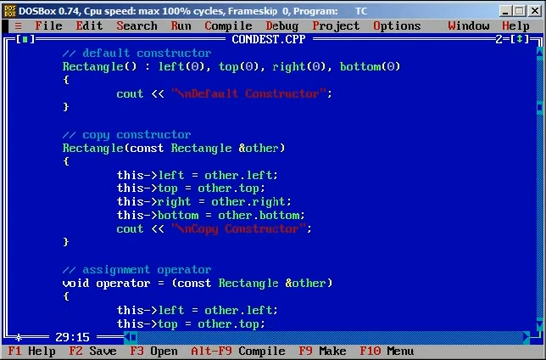 DOSBox 0.74, Cpu speed: max 100% cycles, Frameskip 0, Program: TC
≡ File Edit Search Run Compile Debug Project Options Window Help
[■] CONDEST.CPP 2=[↕]
// default constructor
Rectangle() : left(0), top(0), right(0), bottom(0)
{
cout << "\nDefault Constructor";
}
// copy constructor
Rectangle(const Rectangle &other)
{
this->left = other.left;
this->top = other.top;
this->right = other.right;
this->bottom = other.bottom;
cout << "\nCopy Constructor";
}
// assignment operator
void operator = (const Rectangle &other)
{
this->left = other.left;
this->top = other.top;
29:15
F1 Help F2 Save F3 Open Alt-F9 Compile F9 Make F10 Menu